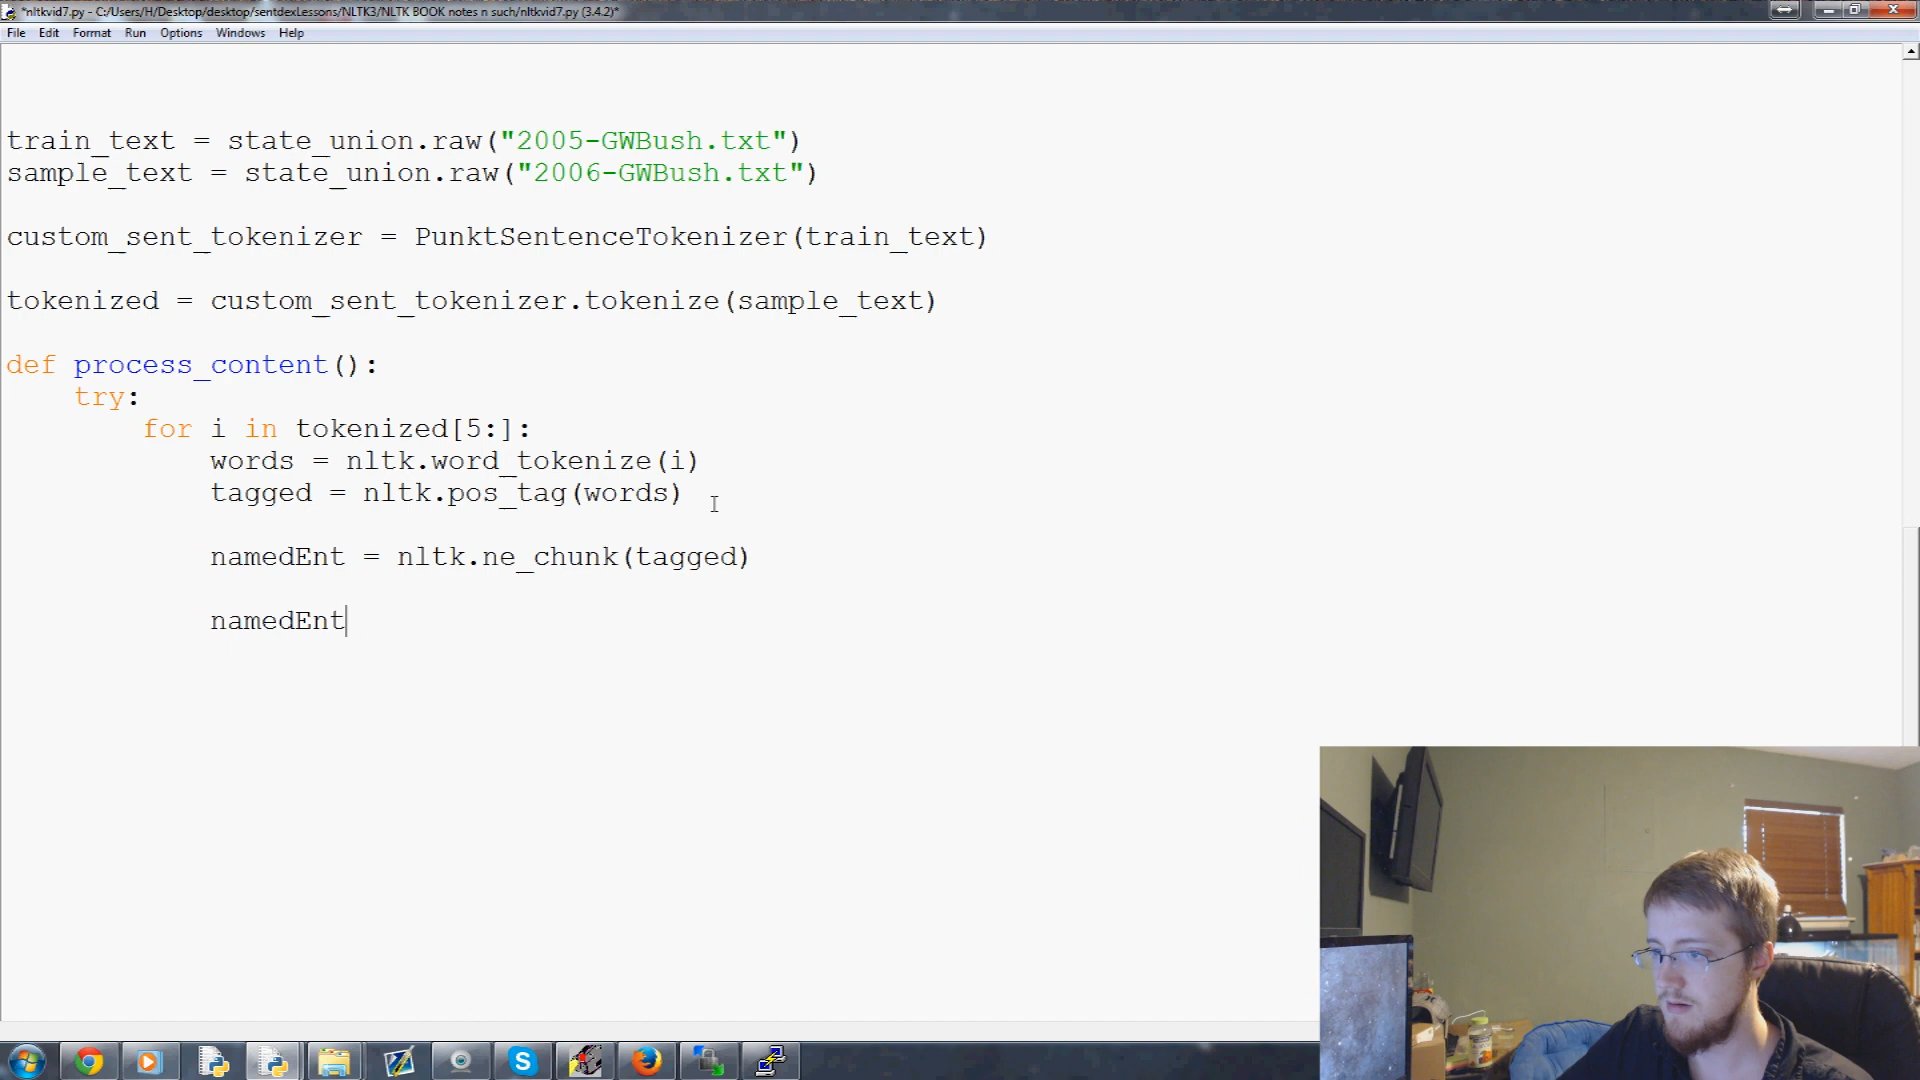 *nltkvid7.py - C:/Users/H/Desktop/desktop/sentdexLessons/NLTK3/NLTK BOOK notes n such/nltkvid7.py (3.4.2)*
File Edit Format Run Options Windows Help
train_text = state_union.raw("2005-GWBush.txt")
sample_text = state_union.raw("2006-GWBush.txt")
custom_sent_tokenizer = PunktSentenceTokenizer(train_text)
tokenized = custom_sent_tokenizer.tokenize(sample_text)
def process_content():
try:
for i in tokenized[5:]:
words = nltk.word_tokenize(i)
tagged = nltk.pos_tag(words)
namedEnt = nltk.ne_chunk(tagged)
namedEnt